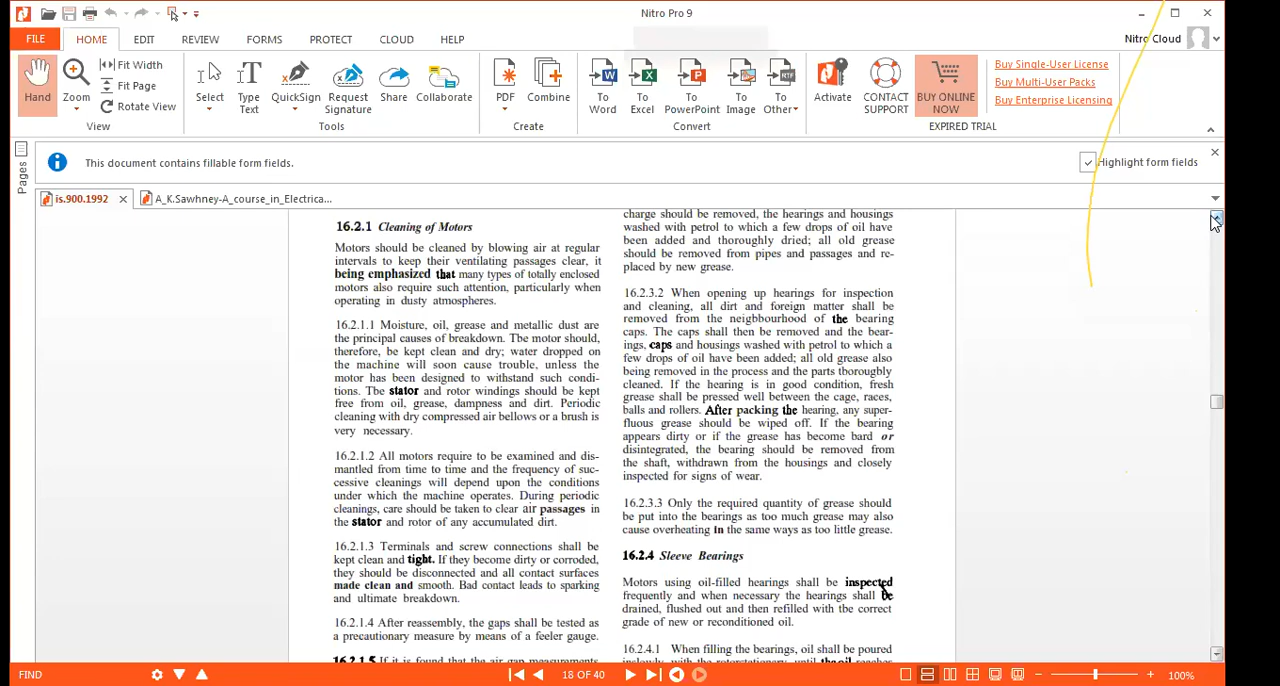 Nitro Pro 9
FILE HOME EDIT REVIEW FORMS PROTECT CLOUD HELP
Nitro Cloud
Hand
Zoom
Fit Width
Fit Page
Rotate View
View
Select
Type Text
QuickSign
Request Signature
Share
Collaborate
Tools
PDF
Combine
Create
To Word
To Excel
To PowerPoint
To Image
To Other
Convert
Activate
CONTACT SUPPORT
BUY ONLINE NOW
Buy Single-User License
Buy Multi-User Packs
Buy Enterprise Licensing
EXPIRED TRIAL
Pages
This document contains fillable form fields.
Highlight form fields
is.900.1992
A_K.Sawhney-A_course_in_Electrica...
16.2.1 Cleaning of Motors
Motors should be cleaned by blowing air at regular
intervals to keep their ventilating passages clear, it
being emphasized that many types of totally enclosed
motors also require such attention, particularly when
operating in dusty atmospheres.
16.2.1.1 Moisture, oil, grease and metallic dust are
the principal causes of breakdown. The motor should,
therefore, be kept clean and dry; water dropped on
the machine will soon cause trouble, unless the
motor has been designed to withstand such condi-
tions. The stator and rotor windings should be kept
free from oil, grease, dampness and dirt. Periodic
cleaning with dry compressed air bellows or a brush is
very necessary.
16.2.1.2 All motors require to be examined and dis-
mantled from time to time and the frequency of suc-
cessive cleanings will depend upon the conditions
under which the machine operates. During periodic
cleanings, care should be taken to clear air passages in
the stator and rotor of any accumulated dirt.
16.2.1.3 Terminals and screw connections shall be
kept clean and tight. If they become dirty or corroded,
they should be disconnected and all contact surfaces
made clean and smooth. Bad contact leads to sparking
and ultimate breakdown.
16.2.1.4 After reassembly, the gaps shall be tested as
a precautionary measure by means of a feeler gauge.
16.2.1.5 If it is found that the air gap measurements
charge should be removed, the hearings and housings
washed with petrol to which a few drops of oil have
been added and thoroughly dried; all old grease
should be removed from pipes and passages and re-
placed by new grease.
16.2.3.2 When opening up hearings for inspection
and cleaning, all dirt and foreign matter shall be
removed from the neighbourhood of the bearing
caps. The caps shall then be removed and the bear-
ings, caps and housings washed with petrol to which a
few drops of oil have been added; all old grease also
being removed in the process and the parts thoroughly
cleaned. If the hearing is in good condition, fresh
grease shall be pressed well between the cage, races,
balls and rollers. After packing the hearing, any super-
fluous grease should be wiped off. If the bearing
appears dirty or if the grease has become bard or
disintegrated, the bearing should be removed from
the shaft, withdrawn from the housings and closely
inspected for signs of wear.
16.2.3.3 Only the required quantity of grease should
be put into the bearings as too much grease may also
cause overheating in the same ways as too little grease.
16.2.4 Sleeve Bearings
Motors using oil-filled hearings shall be inspected
frequently and when necessary the hearings shall be
drained, flushed out and then refilled with tbe correct
grade of new or reconditioned oil.
16.2.4.1 When filling the bearings, oil shall be poured
FIND
18 OF 40
100%